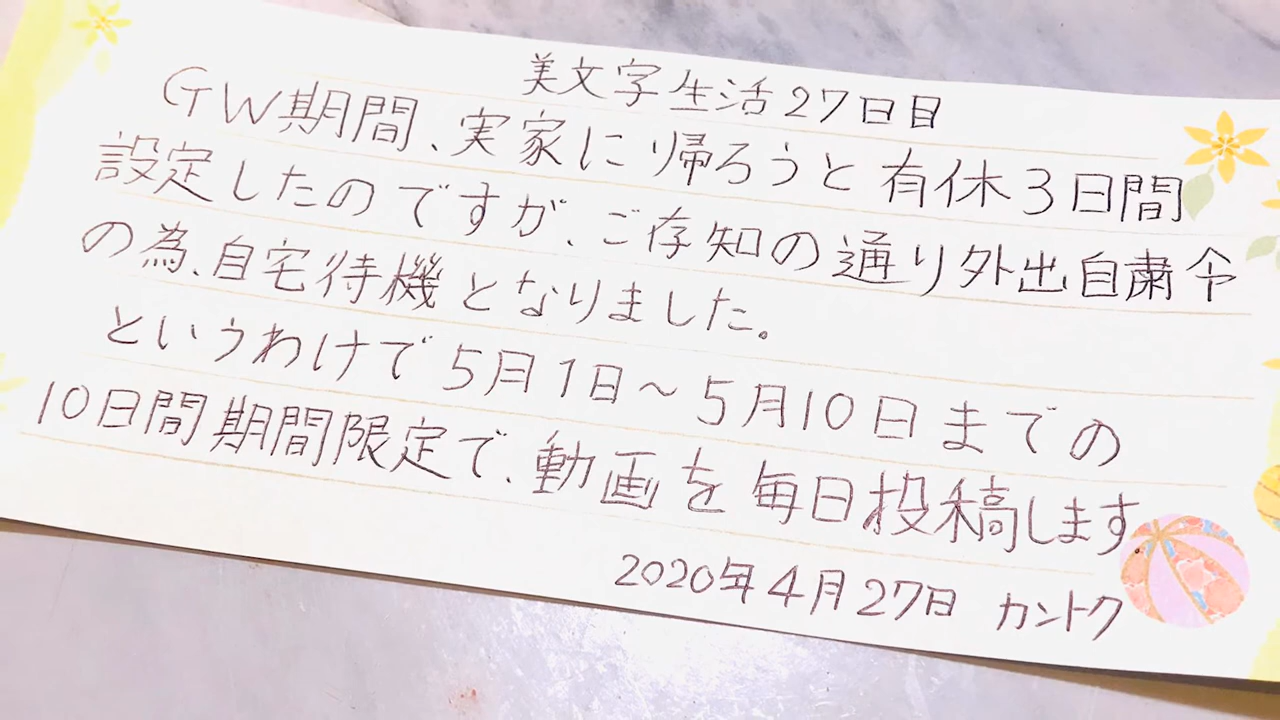 美文字生活27日目
GW期間、実家に帰ろうと有休3日間
設定したのですが、ご存知の通り外出自粛令
の為、自宅待機となりました。
というわけで5月1日～5月10日までの
10日間期間限定で、動画を毎日投稿します
2020年4月27日 カントク